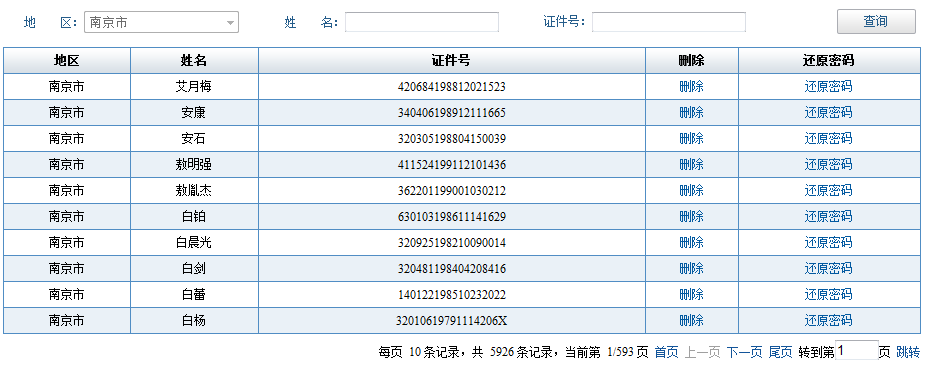 地 区： 南京市 姓 名： 证件号： 查询
地区 姓名 证件号 删除 还原密码
南京市 艾月梅 420684198812021523 删除 还原密码
南京市 安康 340406198912111665 删除 还原密码
南京市 安石 320305198804150039 删除 还原密码
南京市 敖明强 411524199112101436 删除 还原密码
南京市 敖胤杰 362201199001030212 删除 还原密码
南京市 白铂 630103198611141629 删除 还原密码
南京市 白晨光 320925198210090014 删除 还原密码
南京市 白剑 320481198404208416 删除 还原密码
南京市 白蕾 140122198510232022 删除 还原密码
南京市 白杨 32010619791114206X 删除 还原密码
每页 10 条记录，共 5926 条记录，当前第 1/593 页 首页 上一页 下一页 尾页 转到第 1 页 跳转